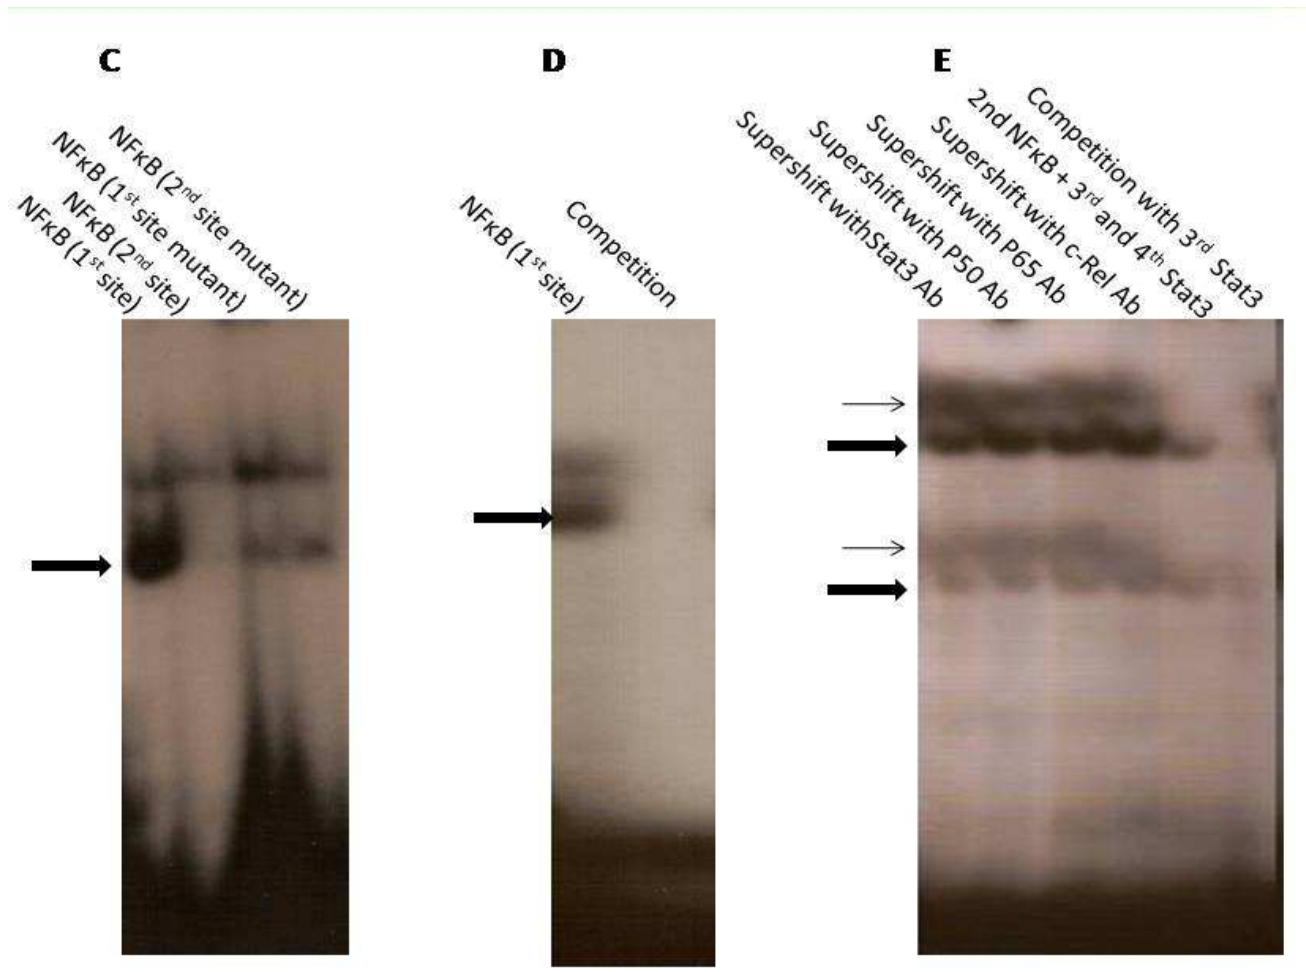 C
NFκB (1st site)
NFκB (2nd site)
NFκB (1st site mutant)
NFκB (2nd site mutant)
D
NFκB (1st site)
Competition
E
Supershift withStat3 Ab
Supershift with P50 Ab
Supershift with P65 Ab
Supershift with c-Rel Ab
2nd NFκB + 3rd and 4th Stat3
Competition with 3rd Stat3